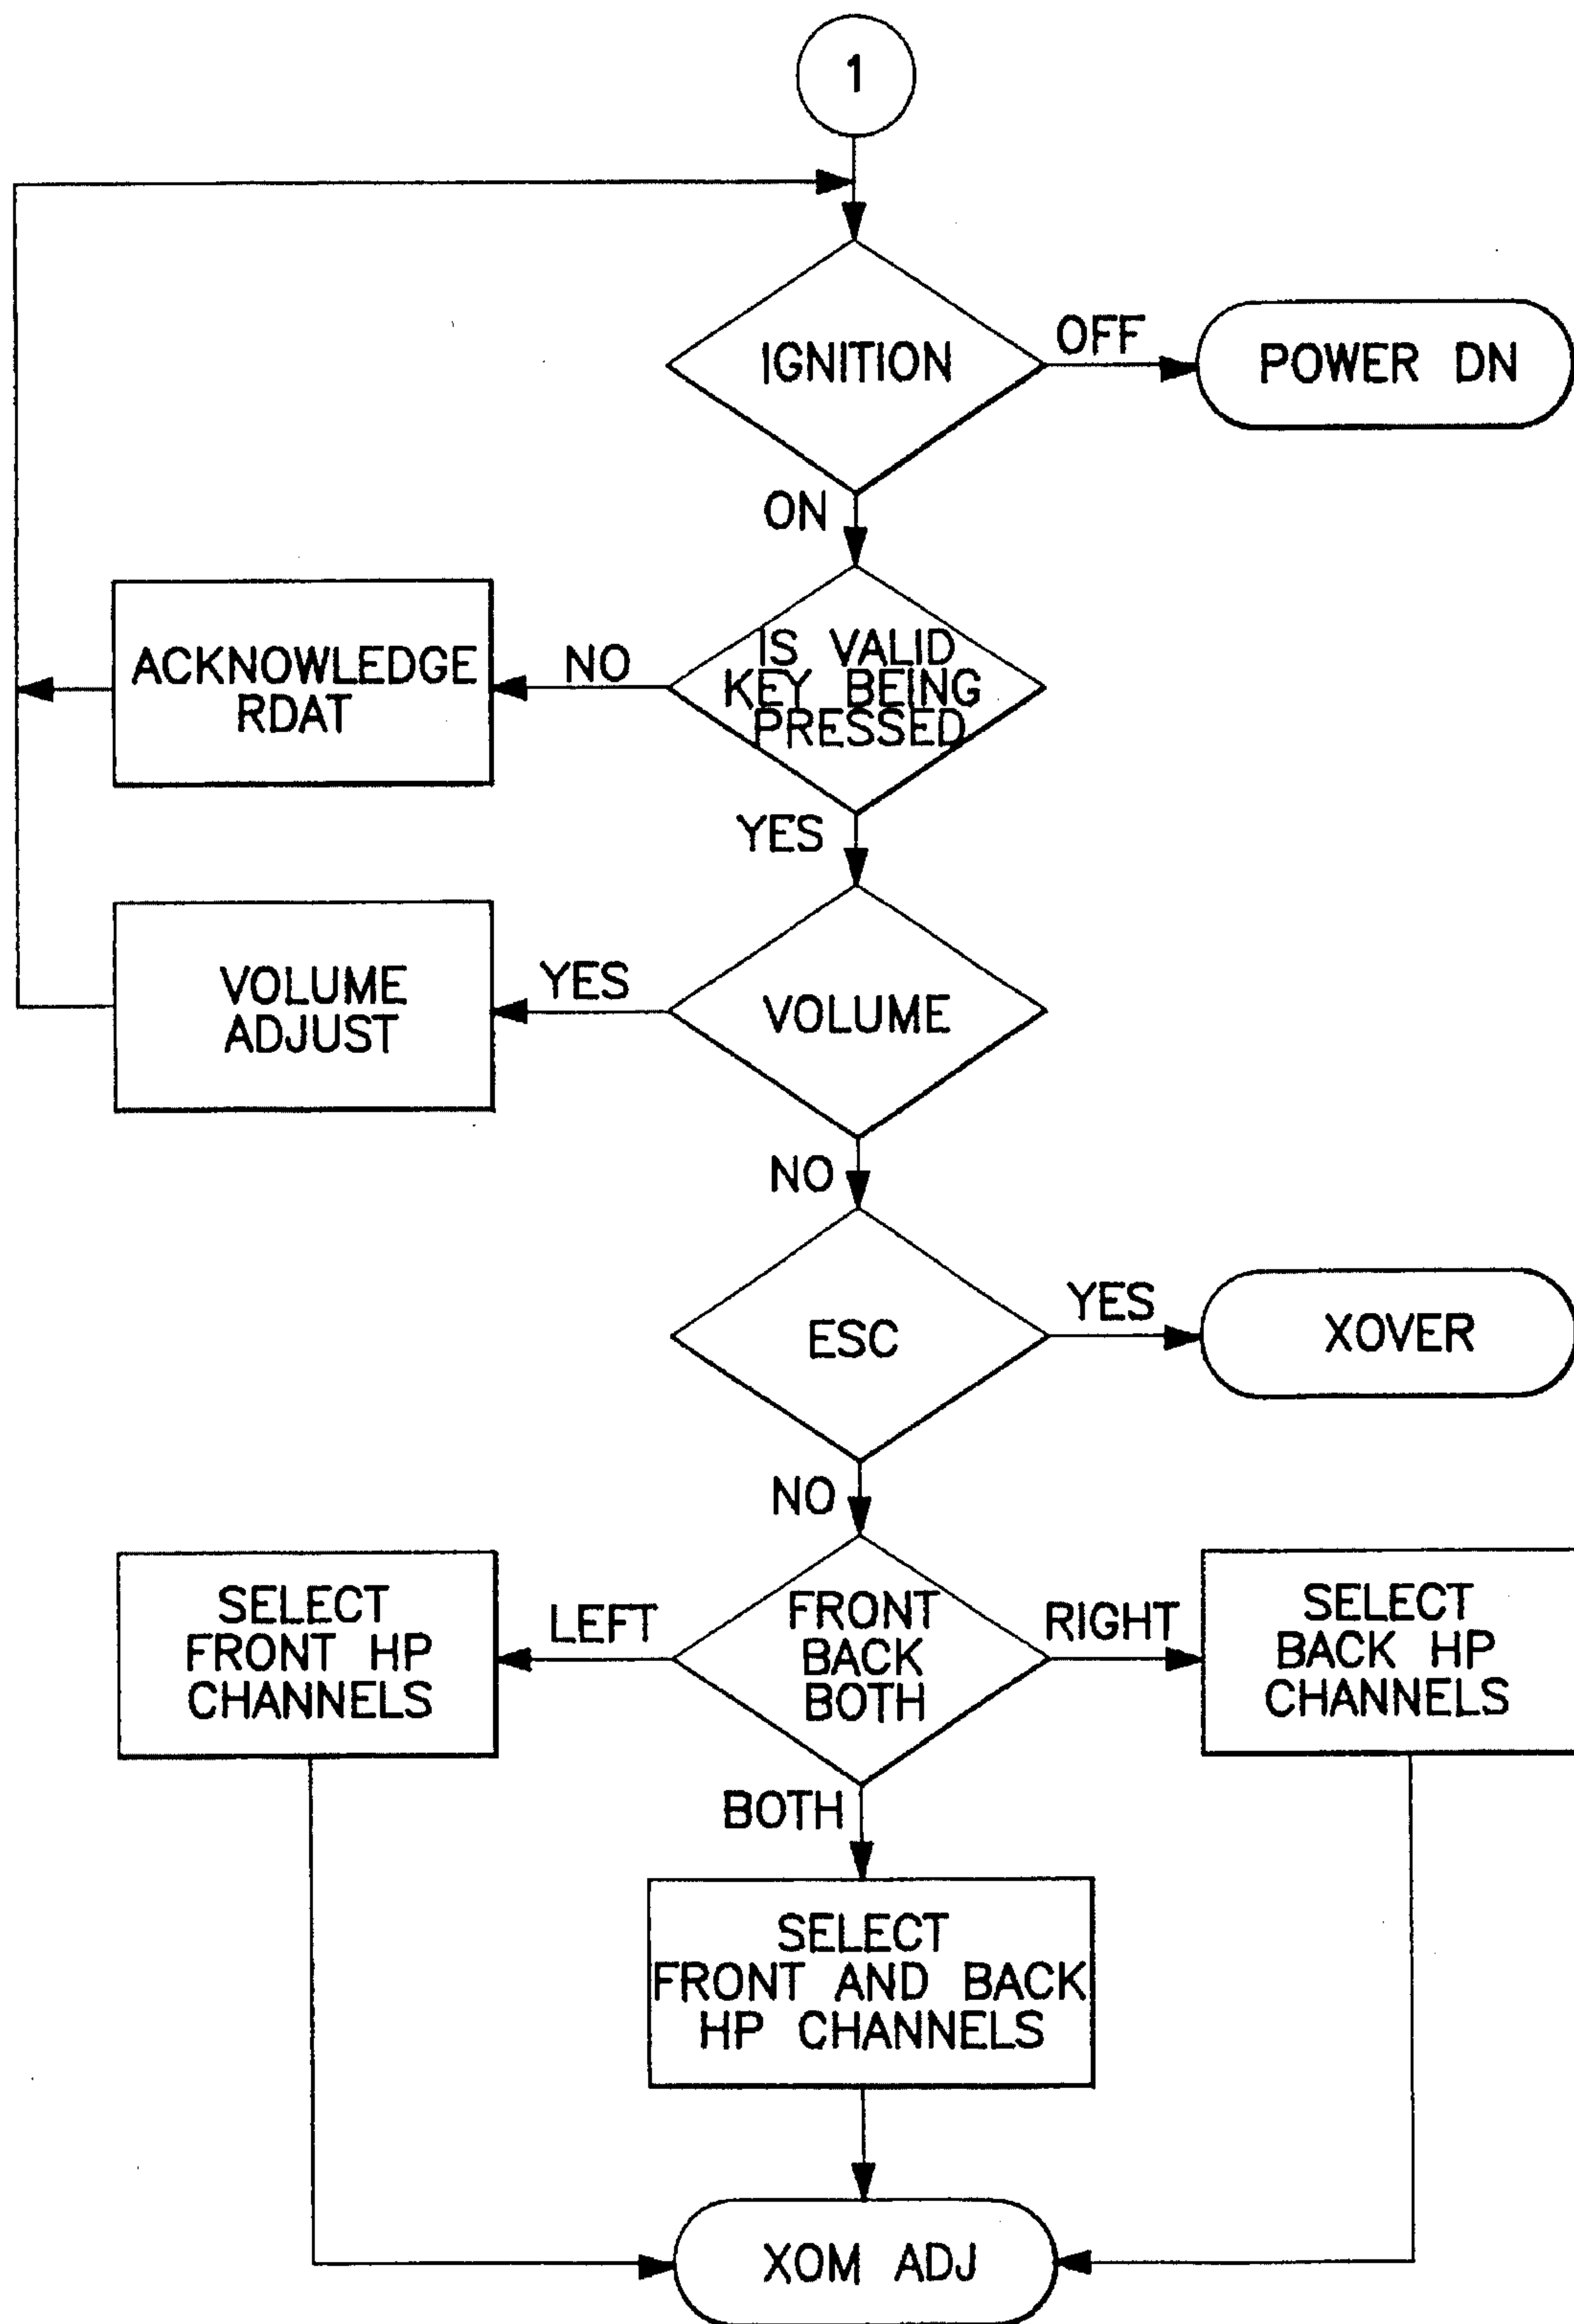 1
IGNITION
OFF
POWER DN
ON
IS VALID
KEY BEING
PRESSED
NO
ACKNOWLEDGE
RDAT
YES
VOLUME
YES
VOLUME
ADJUST
NO
ESC
YES
XOVER
NO
SELECT
FRONT HP
CHANNELS
LEFT
FRONT
BACK
BOTH
RIGHT
SELECT
BACK HP
CHANNELS
BOTH
SELECT
FRONT AND BACK
HP CHANNELS
XOM ADJ